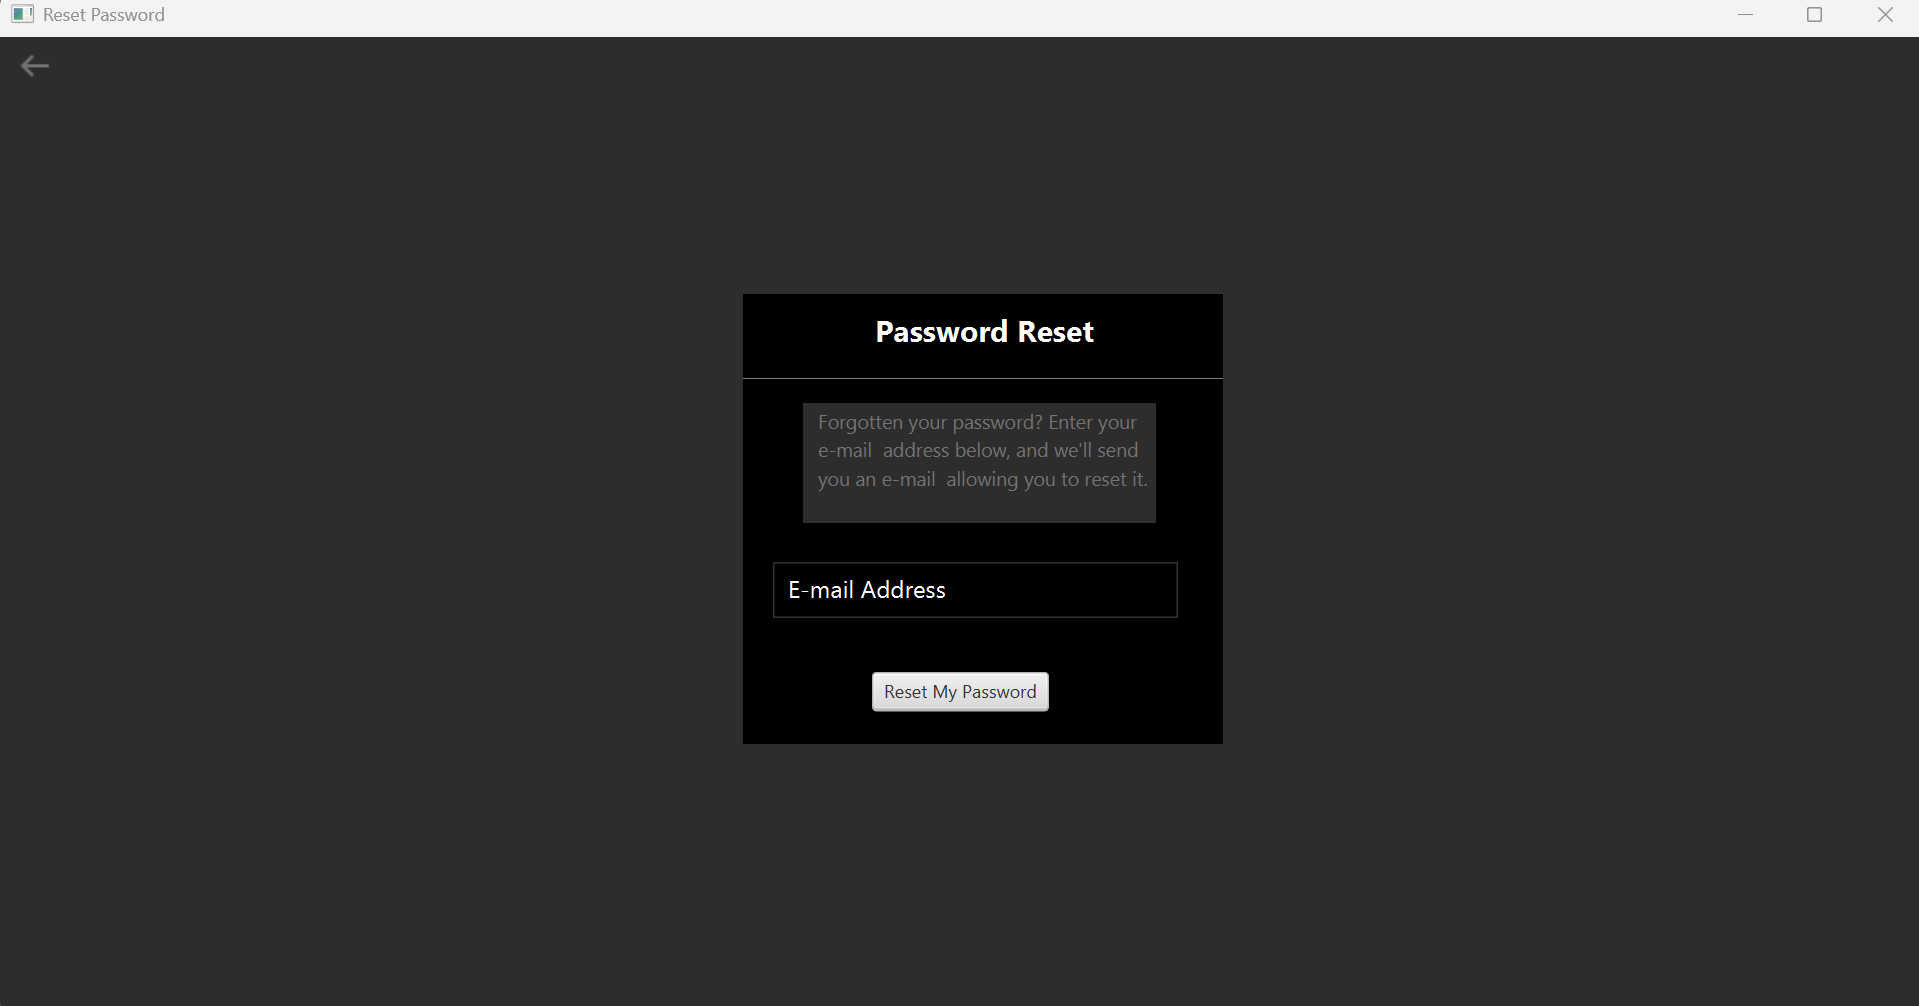 Reset Password
Password Reset
Forgotten your password? Enter your
e-mail  address below, and we'll send
you an e-mail  allowing you to reset it.
E-mail Address
Reset My Password